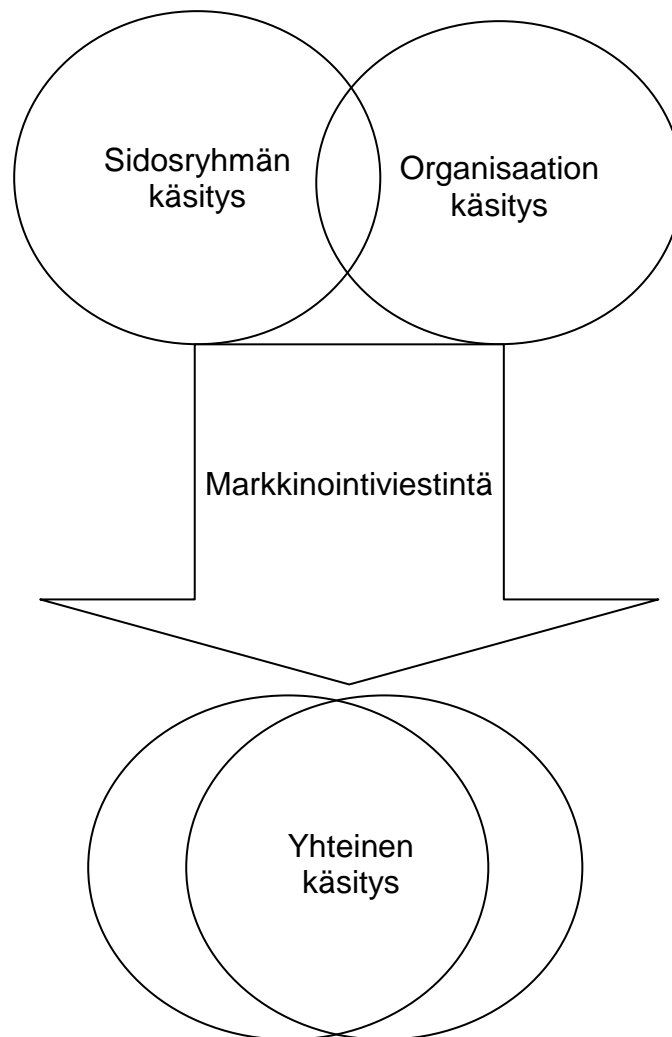 Sidosryhmän
käsitys
Organisaation
käsitys
Markkinointiviestintä
Yhteinen
käsitys